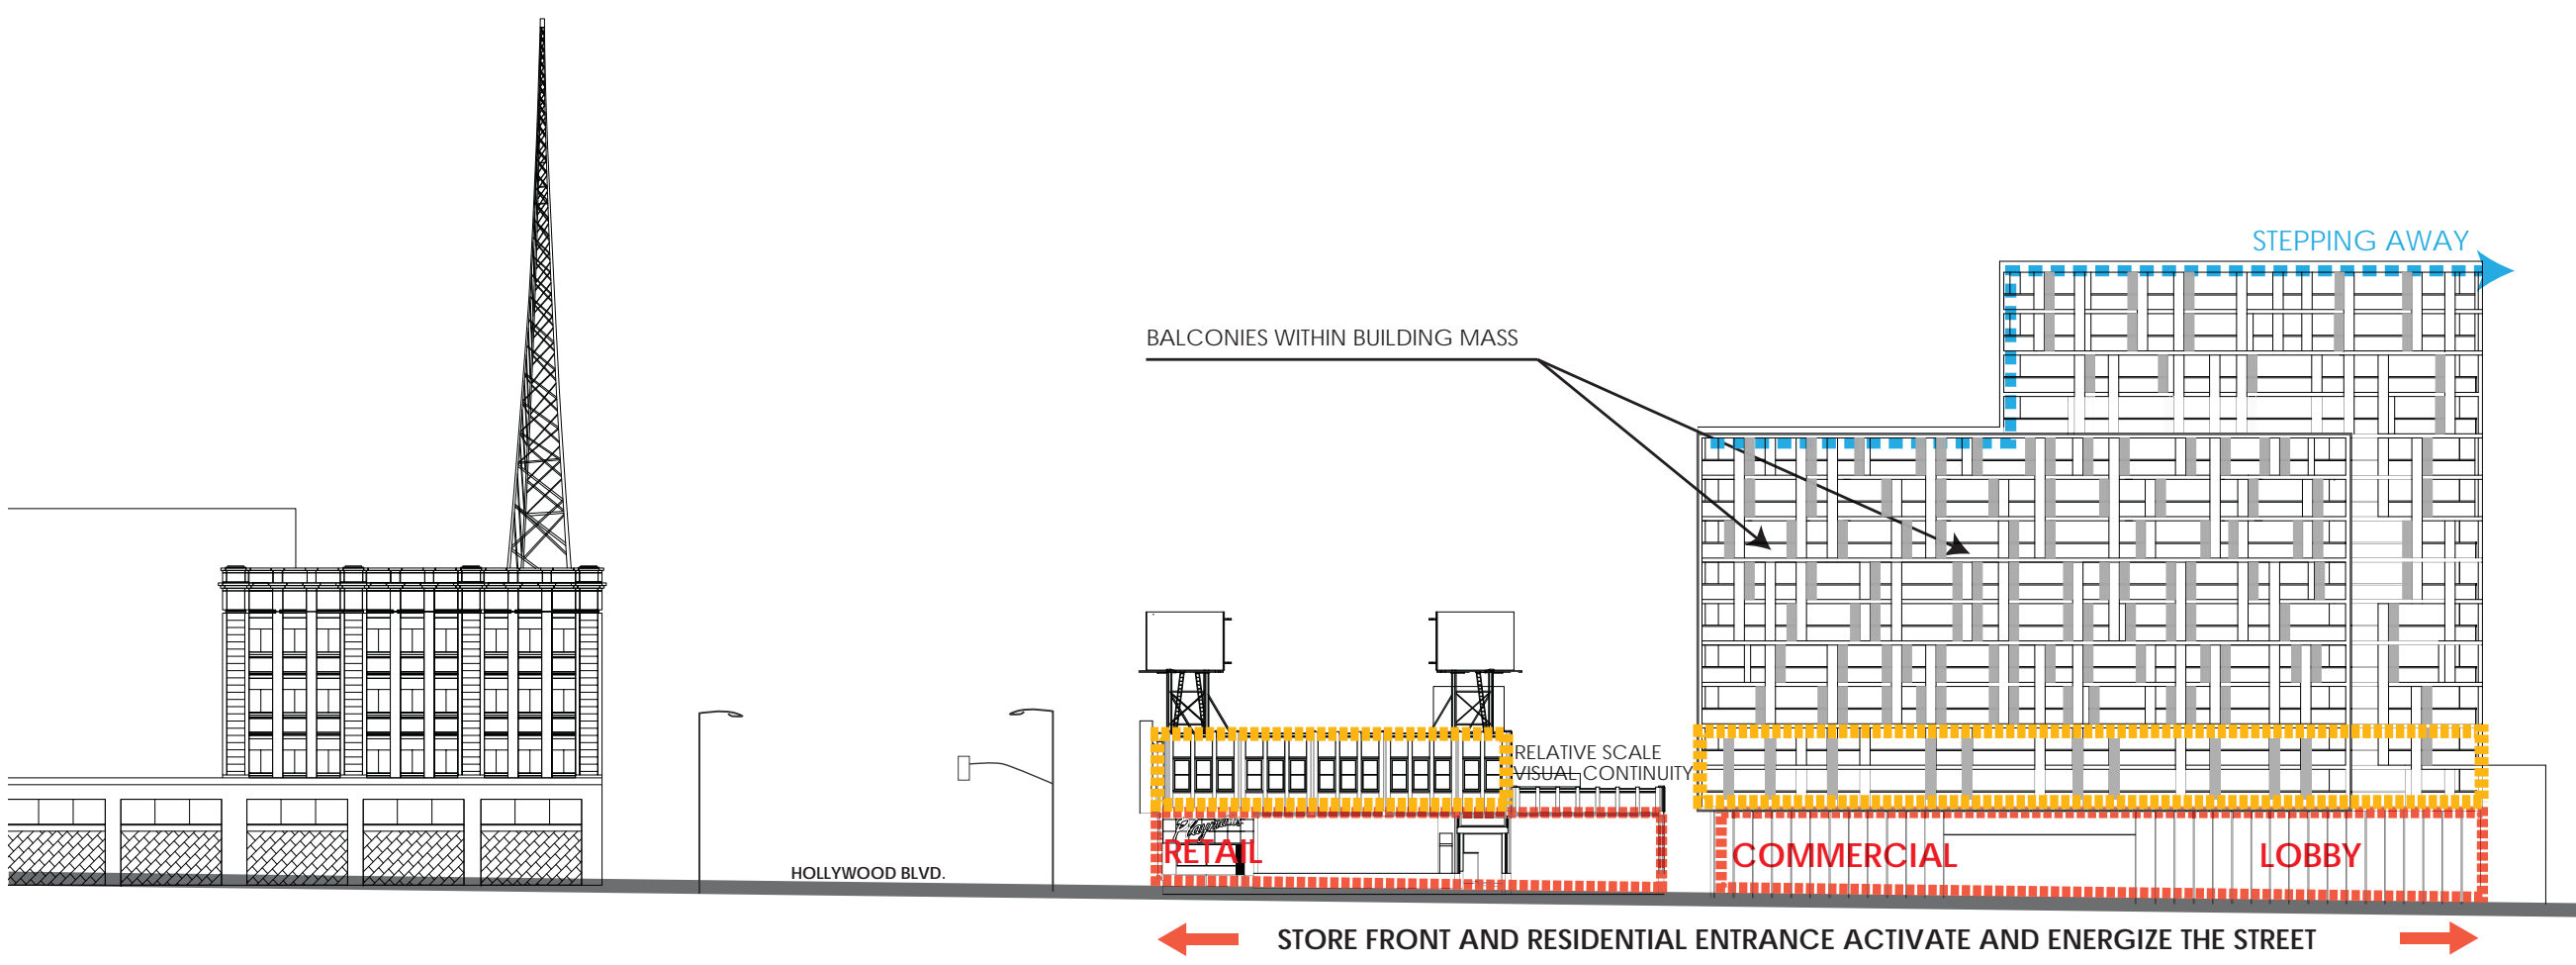 STEPPING AWAY
BALCONIES WITHIN BUILDING MASS
RELATIVE SCALE
VISUAL CONTINUITY
RETAIL
COMMERCIAL
LOBBY
HOLLYWOOD BLVD.
STORE FRONT AND RESIDENTIAL ENTRANCE ACTIVATE AND ENERGIZE THE STREET